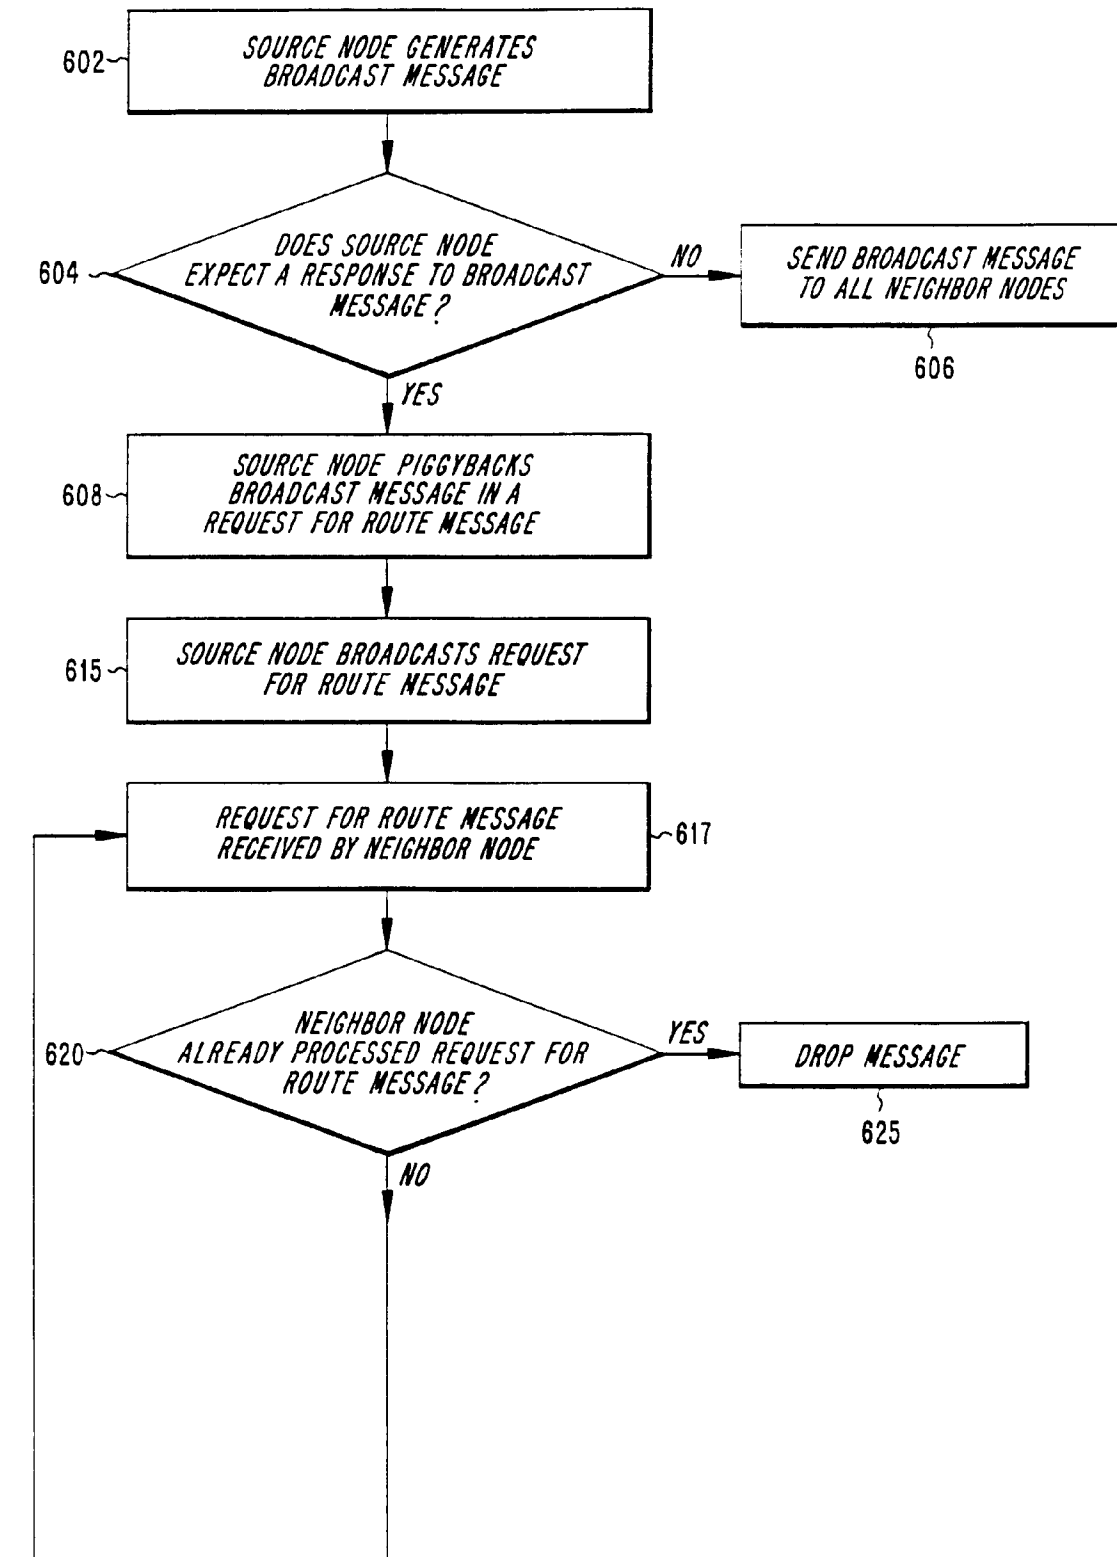 602
SOURCE NODE GENERATES
BROADCAST MESSAGE
604
DOES SOURCE NODE
EXPECT A RESPONSE TO BROADCAST
MESSAGE?
NO
SEND BROADCAST MESSAGE
TO ALL NEIGHBOR NODES
606
YES
608
SOURCE NODE PIGGYBACKS
BROADCAST MESSAGE IN A
REQUEST FOR ROUTE MESSAGE
615
SOURCE NODE BROADCASTS REQUEST
FOR ROUTE MESSAGE
REQUEST FOR ROUTE MESSAGE
RECEIVED BY NEIGHBOR NODE
617
620
NEIGHBOR NODE
ALREADY PROCESSED REQUEST FOR
ROUTE MESSAGE?
YES
DROP MESSAGE
625
NO